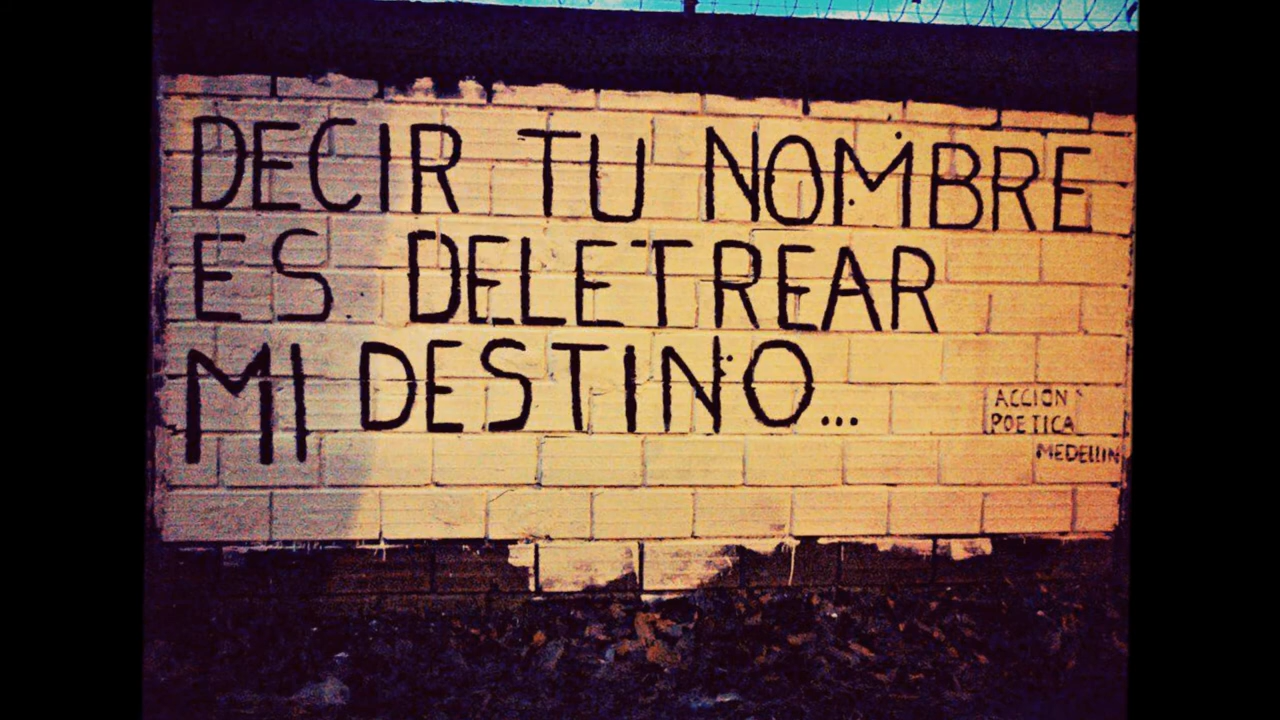 DECIR TU NOMBRE
ES DELETREAR
MI DESTINO...
ACCION
POETICA
MEDEllIN